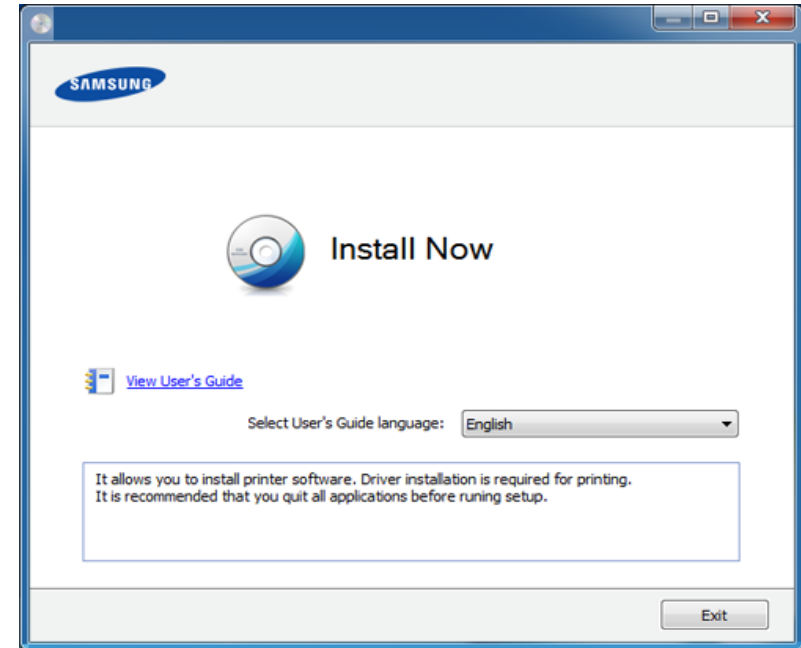 SAMSUNG
Install Now
View User's Guide
Select User's Guide language: English
It allows you to install printer software. Driver installation is required for printing.
It is recommended that you quit all applications before runing setup.
Exit